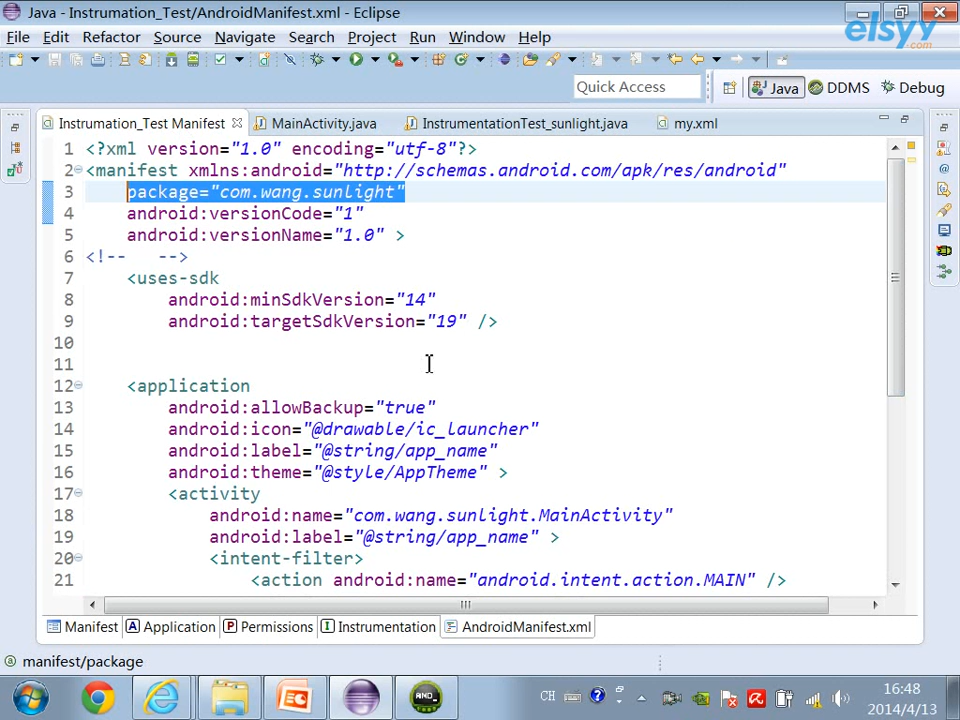 Java - Instrumation_Test/AndroidManifest.xml - Eclipse
elsyy
.com
File Edit Refactor Source Navigate Search Project Run Window Help
Quick Access
Java
DDMS
Debug
Instrumation_Test Manifest
MainActivity.java
InstrumentationTest_sunlight.java
my.xml
1 <?xml version="1.0" encoding="utf-8"?>
2 <manifest xmlns:android="http://schemas.android.com/apk/res/android"
3 package="com.wang.sunlight"
4 android:versionCode="1"
5 android:versionName="1.0" >
6 <!-- -->
7 <uses-sdk
8 android:minSdkVersion="14"
9 android:targetSdkVersion="19" />
10
11
12 <application
13 android:allowBackup="true"
14 android:icon="@drawable/ic_launcher"
15 android:label="@string/app_name"
16 android:theme="@style/AppTheme" >
17 <activity
18 android:name="com.wang.sunlight.MainActivity"
19 android:label="@string/app_name" >
20 <intent-filter>
21 <action android:name="android.intent.action.MAIN" />
Manifest
A Application
P Permissions
I Instrumentation
AndroidManifest.xml
manifest/package
CH
16:48
2014/4/13